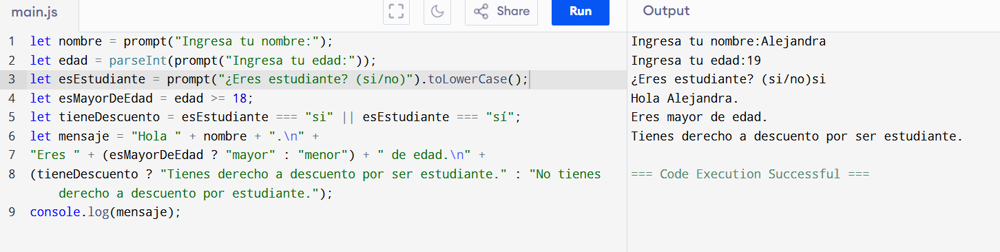 main.js
Share
Run
Output
1 let nombre = prompt("Ingresa tu nombre:");
2 let edad = parseInt(prompt("Ingresa tu edad:"));
3 let esEstudiante = prompt("¿Eres estudiante? (si/no)").toLowerCase();
4 let esMayorDeEdad = edad >= 18;
5 let tieneDescuento = esEstudiante === "si" || esEstudiante === "sí";
6 let mensaje = "Hola " + nombre + ".\n" +
7 "Eres " + (esMayorDeEdad ? "mayor" : "menor") + " de edad.\n" +
8 (tieneDescuento ? "Tienes derecho a descuento por ser estudiante." : "No tienes
derecho a descuento por estudiante.");
9 console.log(mensaje);
Ingresa tu nombre:Alejandra
Ingresa tu edad:19
¿Eres estudiante? (si/no)si
Hola Alejandra.
Eres mayor de edad.
Tienes derecho a descuento por ser estudiante.
=== Code Execution Successful ===